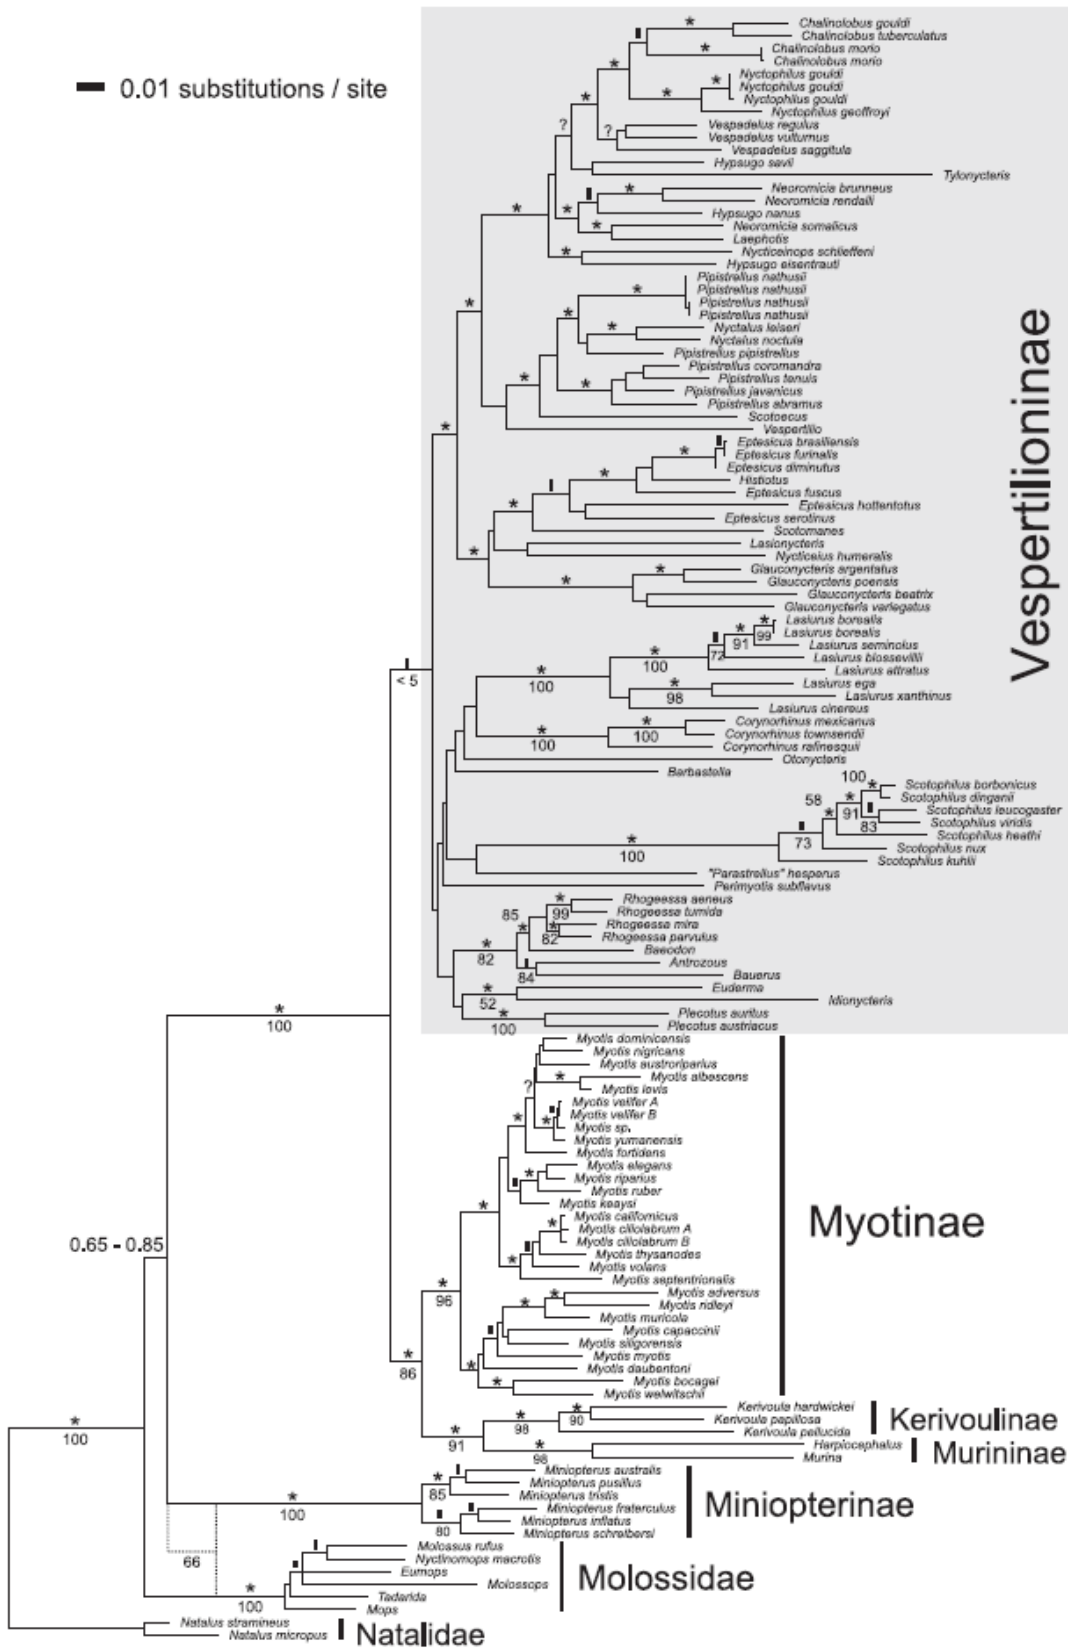 0.01 substitutions / site
*
Chalinolobus gouldi
Chalinolobus tuberculatus
*
Chalinolobus morio
Chalinolobus morio
*
*
Nyctophilus gouldi
Nyctophilus gouldi
*
Nyctophilus gouldi
*
Nyctophilus geoffroyi
?
?
Vespadelus regulus
Vespadelus vulturnus
Vespadelus saggitula
Hypsugo savii
Tylonycteris
*
Neoromicia brunneus
Neoromicia rendalli
*
*
Hypsugo nanus
*
Neoromicia somalicus
Laephotis
*
Nycticeinops schlieffeni
Hypsugo eisentrauti
Pipistrellus nathusii
*
Pipistrellus nathusii
*
Pipistrellus nathusii
*
Pipistrellus nathusii
*
Nyctalus leiseri
Nyctalus noctula
Pipistrellus pipistrellus
Pipistrellus coromandra
*
*
Pipistrellus tenuis
Pipistrellus javanicus
Pipistrellus abramus
Scotoecus
*
Vespertilio
Eptesicus brasiliensis
*
Eptesicus furinalis
Eptesicus diminutus
*
Histiotus
Eptesicus fuscus
*
Eptesicus hottentotus
Eptesicus serotinus
Scotomanes
*
Lasionycteris
Nycticeius humeralis
*
Glauconycteris argentatus
*
Glauconycteris poensis
Glauconycteris beatrix
Glauconycteris variegatus
*
Lasiurus borealis
*
99
Lasiurus borealis
91
Lasiurus seminolus
*
72
Lasiurus blossevillii
< 5
*
100
100
Lasiurus attratus
*
Lasiurus ega
98
Lasiurus xanthinus
Lasiurus cinereus
*
*
Corynorhinus mexicanus
100
100
Corynorhinus townsendii
Corynorhinus rafinesquii
Otonycteris
Barbastella
100
*
Scotophilus borbonicus
58
*
Scotophilus dinganii
*
91
Scotophilus leucogaster
83
Scotophilus viridis
73
Scotophilus heathi
*
100
Scotophilus nux
Scotophilus kuhlii
"Parastrellus" hesperus
Perimyotis subflavus
*
Rhogeessa aeneus
85
99
Rhogeessa tumida
*
*
Rhogeessa mira
82
Rhogeessa parvulus
*
82
Baeodon
Antrozous
84
Bauerus
*
Euderma
52
Idionycteris
*
Plecotus auritus
100
Plecotus austriacus
Vespertilioninae
*
100
Myotis dominicensis
Myotis nigricans
Myotis austroriparius
*
Myotis albescens
?
Myotis levis
Myotis velifer A
Myotis velifer B
*
*
Myotis sp.
Myotis yumanensis
Myotis fortidens
Myotis elegans
*
Myotis riparius
Myotis ruber
*
Myotis keaysi
*
Myotis californicus
Myotis ciliolabrum A
Myotis ciliolabrum B
Myotis thysanodes
*
Myotis volans
Myotis septentrionalis
*
96
*
*
Myotis adversus
Myotis ridleyi
Myotis muricola
Myotis capaccinii
Myotis siligorensis
Myotis myotis
*
Myotis daubentoni
*
Myotis bocagei
Myotis welwitschii
Myotinae
0.65 - 0.85
*
86
*
*
Kerivoula hardwickei
98
90
Kerivoula papillosa
Kerivoula pellucida
Kerivoulinae
*
91
*
98
Harpiocephalus
Murina
Murininae
*
100
*
Miniopterus australis
Miniopterus pusillus
85
Miniopterus tristis
*
100
Miniopterus fraterculus
80
Miniopterus inflatus
Miniopterus schreibersi
Miniopterinae
66
Molossus rufus
Nyctinomops macrotis
Eumops
Molossops
*
100
Tadarida
Mops
Molossidae
Natalus stramineus
Natalus micropus
Natalidae